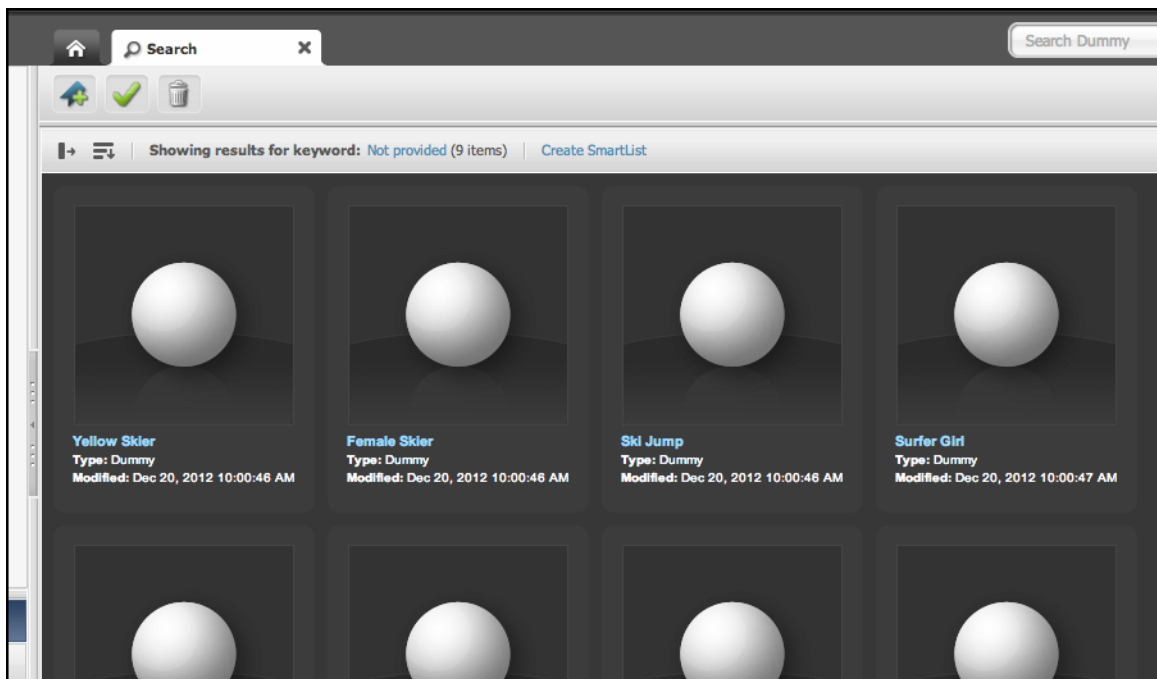 Search
Search Dummy
Showing results for keyword: Not provided (9 items) Create SmartList
Yellow Skier
Type: Dummy
Modified: Dec 20, 2012 10:00:46 AM
Female Skier
Type: Dummy
Modified: Dec 20, 2012 10:00:46 AM
Ski Jump
Type: Dummy
Modified: Dec 20, 2012 10:00:46 AM
Surfer Girl
Type: Dummy
Modified: Dec 20, 2012 10:00:47 AM